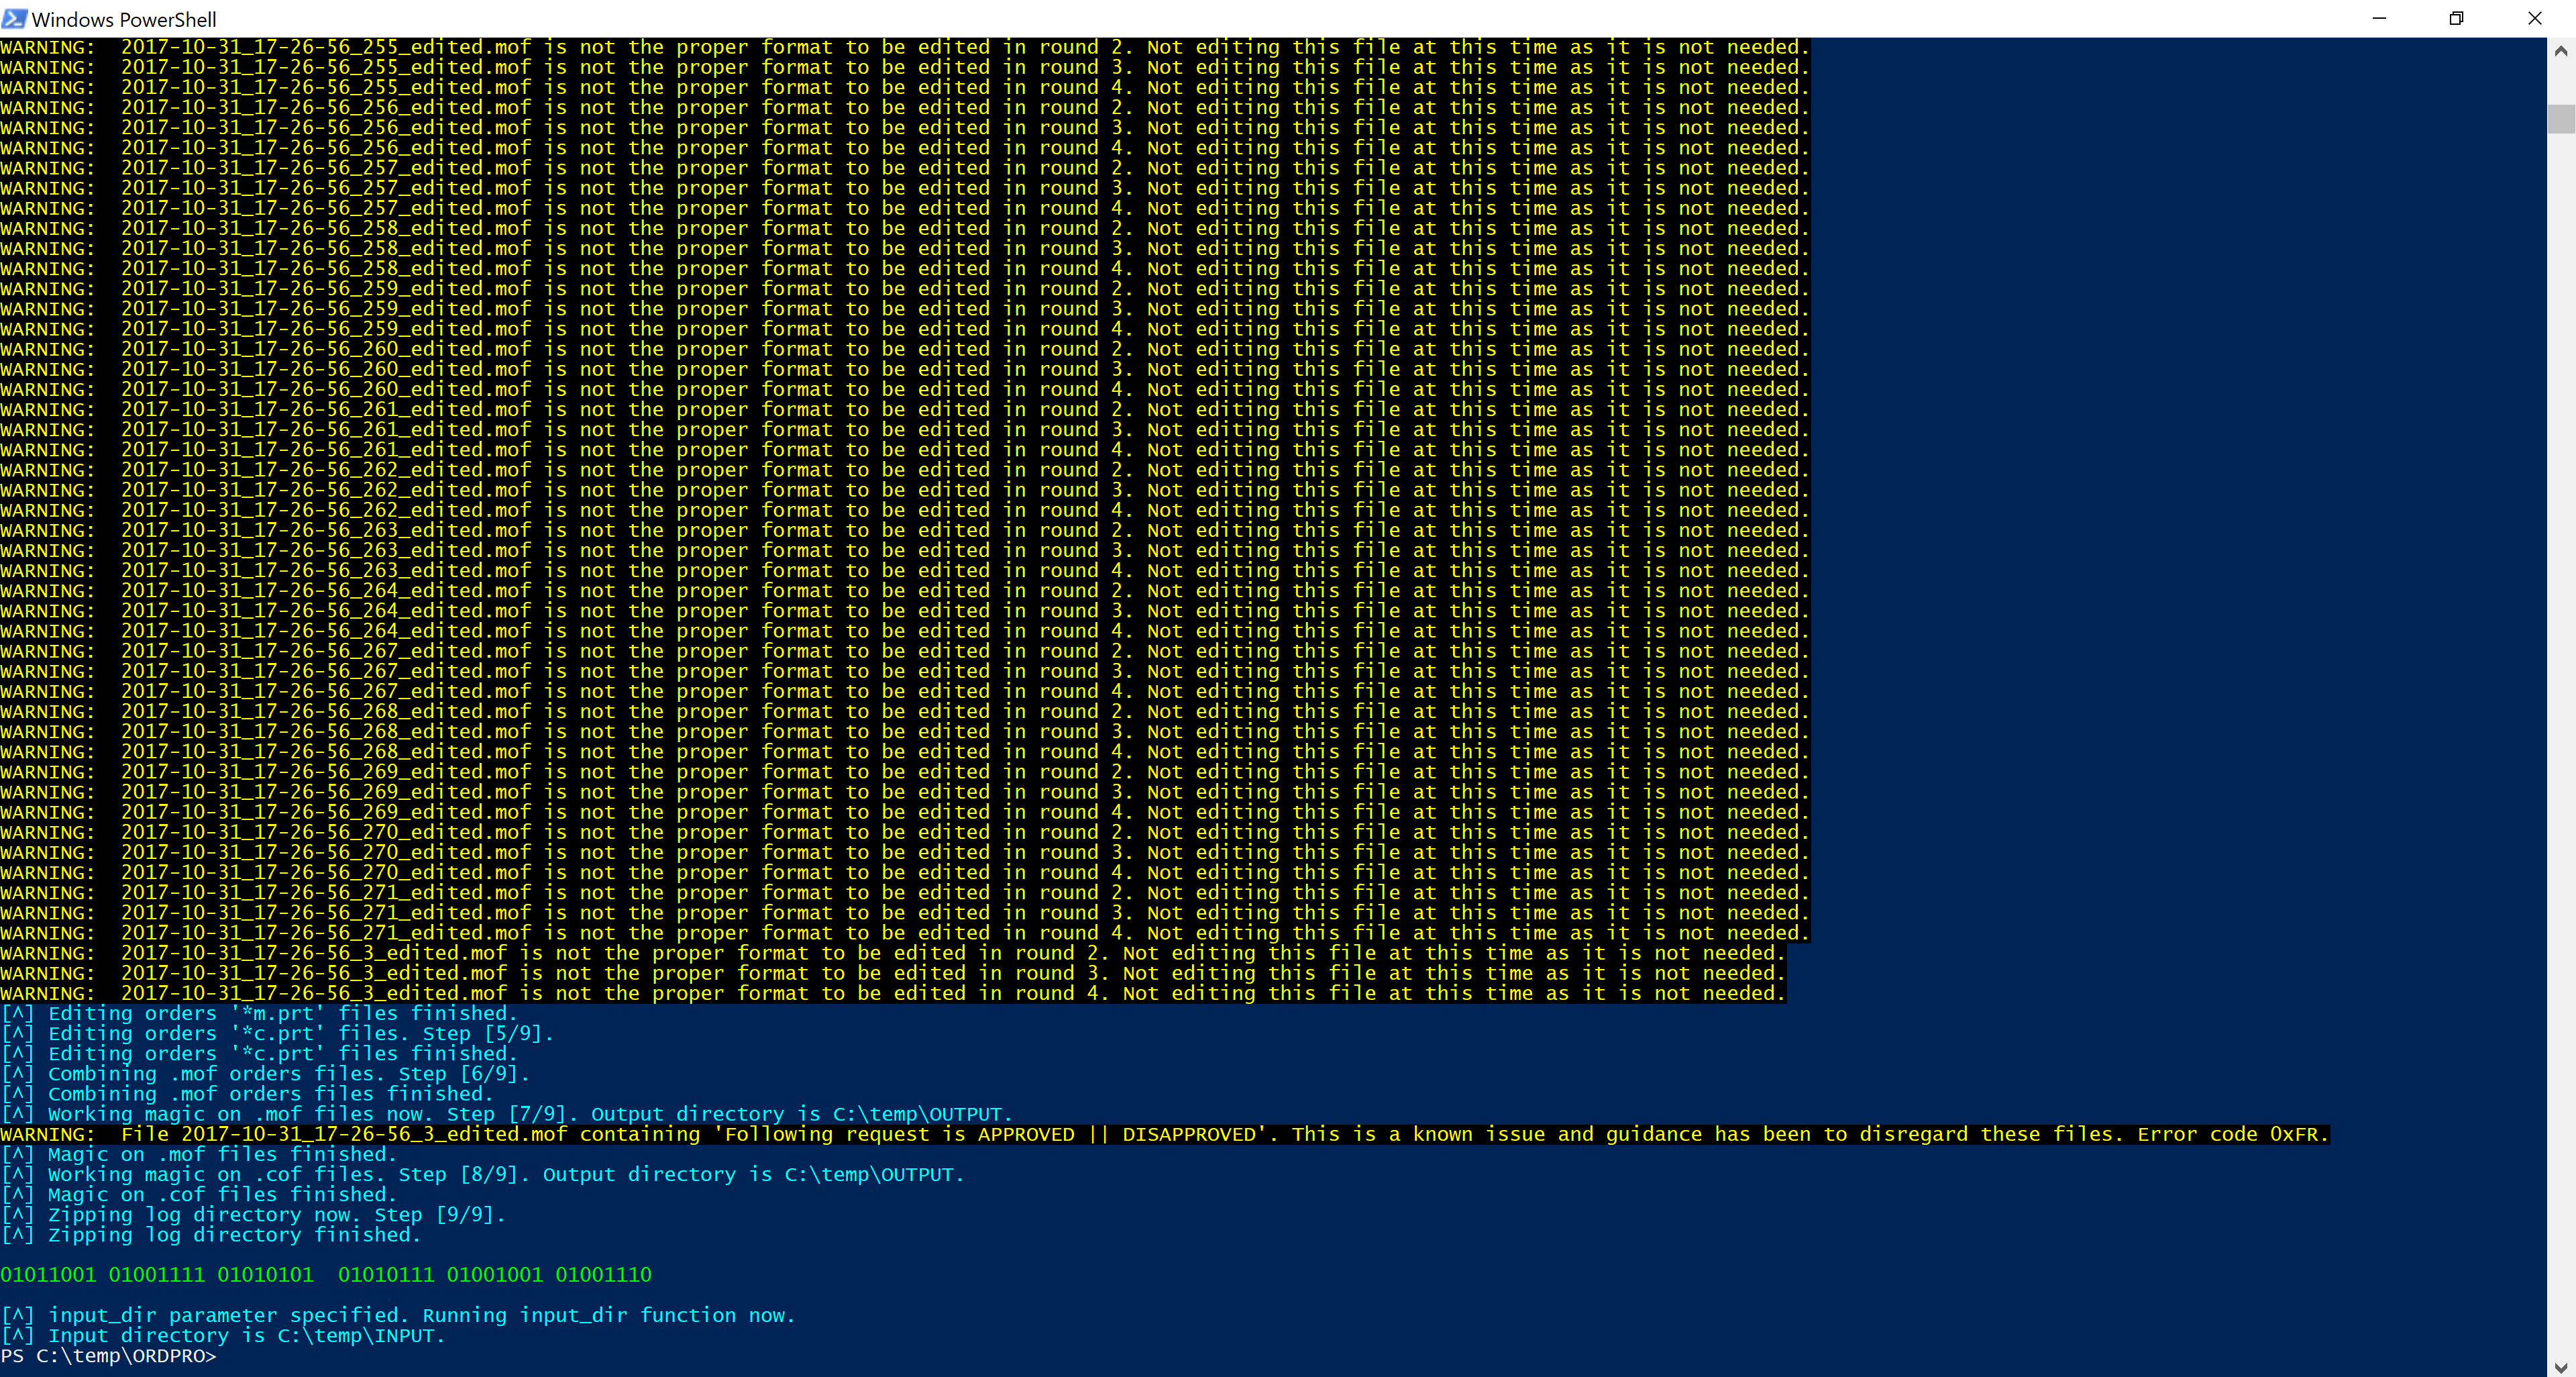 Windows PowerShell
WARNING:  2017-10-31_17-26-56_255_edited.mof is not the proper format to be edited in round 2. Not editing this file at this time as it is not needed.
WARNING:  2017-10-31_17-26-56_255_edited.mof is not the proper format to be edited in round 3. Not editing this file at this time as it is not needed.
WARNING:  2017-10-31_17-26-56_255_edited.mof is not the proper format to be edited in round 4. Not editing this file at this time as it is not needed.
WARNING:  2017-10-31_17-26-56_256_edited.mof is not the proper format to be edited in round 2. Not editing this file at this time as it is not needed.
WARNING:  2017-10-31_17-26-56_256_edited.mof is not the proper format to be edited in round 3. Not editing this file at this time as it is not needed.
WARNING:  2017-10-31_17-26-56_256_edited.mof is not the proper format to be edited in round 4. Not editing this file at this time as it is not needed.
WARNING:  2017-10-31_17-26-56_257_edited.mof is not the proper format to be edited in round 2. Not editing this file at this time as it is not needed.
WARNING:  2017-10-31_17-26-56_257_edited.mof is not the proper format to be edited in round 3. Not editing this file at this time as it is not needed.
WARNING:  2017-10-31_17-26-56_257_edited.mof is not the proper format to be edited in round 4. Not editing this file at this time as it is not needed.
WARNING:  2017-10-31_17-26-56_258_edited.mof is not the proper format to be edited in round 2. Not editing this file at this time as it is not needed.
WARNING:  2017-10-31_17-26-56_258_edited.mof is not the proper format to be edited in round 3. Not editing this file at this time as it is not needed.
WARNING:  2017-10-31_17-26-56_258_edited.mof is not the proper format to be edited in round 4. Not editing this file at this time as it is not needed.
WARNING:  2017-10-31_17-26-56_259_edited.mof is not the proper format to be edited in round 2. Not editing this file at this time as it is not needed.
WARNING:  2017-10-31_17-26-56_259_edited.mof is not the proper format to be edited in round 3. Not editing this file at this time as it is not needed.
WARNING:  2017-10-31_17-26-56_259_edited.mof is not the proper format to be edited in round 4. Not editing this file at this time as it is not needed.
WARNING:  2017-10-31_17-26-56_260_edited.mof is not the proper format to be edited in round 2. Not editing this file at this time as it is not needed.
WARNING:  2017-10-31_17-26-56_260_edited.mof is not the proper format to be edited in round 3. Not editing this file at this time as it is not needed.
WARNING:  2017-10-31_17-26-56_260_edited.mof is not the proper format to be edited in round 4. Not editing this file at this time as it is not needed.
WARNING:  2017-10-31_17-26-56_261_edited.mof is not the proper format to be edited in round 2. Not editing this file at this time as it is not needed.
WARNING:  2017-10-31_17-26-56_261_edited.mof is not the proper format to be edited in round 3. Not editing this file at this time as it is not needed.
WARNING:  2017-10-31_17-26-56_261_edited.mof is not the proper format to be edited in round 4. Not editing this file at this time as it is not needed.
WARNING:  2017-10-31_17-26-56_262_edited.mof is not the proper format to be edited in round 2. Not editing this file at this time as it is not needed.
WARNING:  2017-10-31_17-26-56_262_edited.mof is not the proper format to be edited in round 3. Not editing this file at this time as it is not needed.
WARNING:  2017-10-31_17-26-56_262_edited.mof is not the proper format to be edited in round 4. Not editing this file at this time as it is not needed.
WARNING:  2017-10-31_17-26-56_263_edited.mof is not the proper format to be edited in round 2. Not editing this file at this time as it is not needed.
WARNING:  2017-10-31_17-26-56_263_edited.mof is not the proper format to be edited in round 3. Not editing this file at this time as it is not needed.
WARNING:  2017-10-31_17-26-56_263_edited.mof is not the proper format to be edited in round 4. Not editing this file at this time as it is not needed.
WARNING:  2017-10-31_17-26-56_264_edited.mof is not the proper format to be edited in round 2. Not editing this file at this time as it is not needed.
WARNING:  2017-10-31_17-26-56_264_edited.mof is not the proper format to be edited in round 3. Not editing this file at this time as it is not needed.
WARNING:  2017-10-31_17-26-56_264_edited.mof is not the proper format to be edited in round 4. Not editing this file at this time as it is not needed.
WARNING:  2017-10-31_17-26-56_267_edited.mof is not the proper format to be edited in round 2. Not editing this file at this time as it is not needed.
WARNING:  2017-10-31_17-26-56_267_edited.mof is not the proper format to be edited in round 3. Not editing this file at this time as it is not needed.
WARNING:  2017-10-31_17-26-56_267_edited.mof is not the proper format to be edited in round 4. Not editing this file at this time as it is not needed.
WARNING:  2017-10-31_17-26-56_268_edited.mof is not the proper format to be edited in round 2. Not editing this file at this time as it is not needed.
WARNING:  2017-10-31_17-26-56_268_edited.mof is not the proper format to be edited in round 3. Not editing this file at this time as it is not needed.
WARNING:  2017-10-31_17-26-56_268_edited.mof is not the proper format to be edited in round 4. Not editing this file at this time as it is not needed.
WARNING:  2017-10-31_17-26-56_269_edited.mof is not the proper format to be edited in round 2. Not editing this file at this time as it is not needed.
WARNING:  2017-10-31_17-26-56_269_edited.mof is not the proper format to be edited in round 3. Not editing this file at this time as it is not needed.
WARNING:  2017-10-31_17-26-56_269_edited.mof is not the proper format to be edited in round 4. Not editing this file at this time as it is not needed.
WARNING:  2017-10-31_17-26-56_270_edited.mof is not the proper format to be edited in round 2. Not editing this file at this time as it is not needed.
WARNING:  2017-10-31_17-26-56_270_edited.mof is not the proper format to be edited in round 3. Not editing this file at this time as it is not needed.
WARNING:  2017-10-31_17-26-56_270_edited.mof is not the proper format to be edited in round 4. Not editing this file at this time as it is not needed.
WARNING:  2017-10-31_17-26-56_271_edited.mof is not the proper format to be edited in round 2. Not editing this file at this time as it is not needed.
WARNING:  2017-10-31_17-26-56_271_edited.mof is not the proper format to be edited in round 3. Not editing this file at this time as it is not needed.
WARNING:  2017-10-31_17-26-56_271_edited.mof is not the proper format to be edited in round 4. Not editing this file at this time as it is not needed.
WARNING:  2017-10-31_17-26-56_3_edited.mof is not the proper format to be edited in round 2. Not editing this file at this time as it is not needed.
WARNING:  2017-10-31_17-26-56_3_edited.mof is not the proper format to be edited in round 3. Not editing this file at this time as it is not needed.
WARNING:  2017-10-31_17-26-56_3_edited.mof is not the proper format to be edited in round 4. Not editing this file at this time as it is not needed.
[^] Editing orders '*m.prt' files finished.
[^] Editing orders '*c.prt' files. Step [5/9].
[^] Editing orders '*c.prt' files finished.
[^] Combining .mof orders files. Step [6/9].
[^] Combining .mof orders files finished.
[^] Working magic on .mof files now. Step [7/9]. Output directory is C:\temp\OUTPUT.
WARNING:  File 2017-10-31_17-26-56_3_edited.mof containing 'Following request is APPROVED || DISAPPROVED'. This is a known issue and guidance has been to disregard these files. Error code 0xFR.
[^] Magic on .mof files finished.
[^] Working magic on .cof files. Step [8/9]. Output directory is C:\temp\OUTPUT.
[^] Magic on .cof files finished.
[^] Zipping log directory now. Step [9/9].
[^] Zipping log directory finished.
01011001 01001111 01010101  01010111 01001001 01001110
[^] input_dir parameter specified. Running input_dir function now.
[^] Input directory is C:\temp\INPUT.
PS C:\temp\ORDPRO>